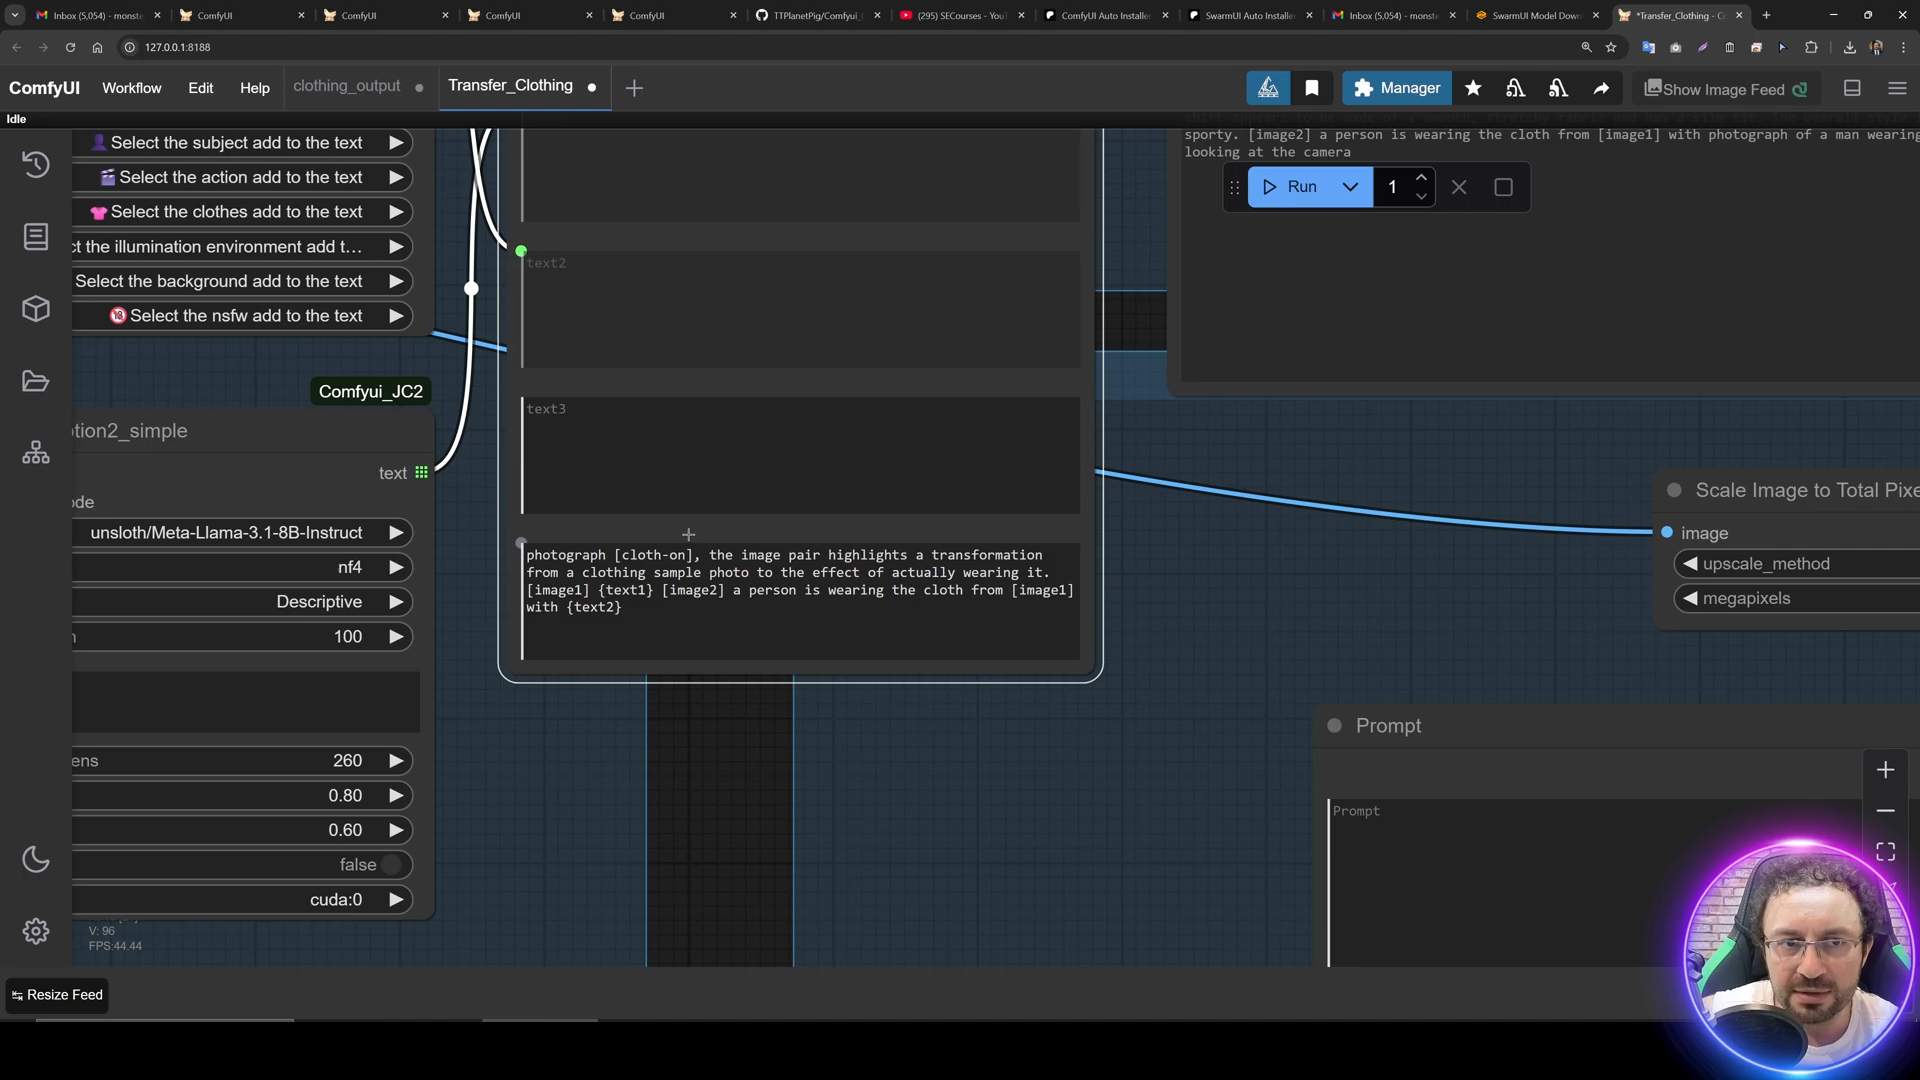 Inbox (5,054) - monste
ComfyUI
ComfyUI
ComfyUI
ComfyUI
TTPlanetPig/Comfyui_C
(295) SECourses - You
ComfyUI Auto Installer
SwarmUI Auto Installer
Inbox (5,054) - monste
SwarmUI Model Down
*Transfer_Clothing - C
127.0.0.1:8188
ComfyUI
Workflow
Edit
Help
clothing_output
Transfer_Clothing
Manager
Show Image Feed
Idle
Select the subject add to the text
Select the action add to the text
Select the clothes add to the text
ct the illumination environment add t…
Select the background add to the text
Select the nsfw add to the text
sporty. [image2] a person is wearing the cloth from [image1] with photograph of a man wearing
looking at the camera
Run
1
text2
text3
Comfyui_JC2
tion2_simple
text
ode
unsloth/Meta-Llama-3.1-8B-Instruct
nf4
Descriptive
n
100
ens
260
0.80
0.60
false
cuda:0
photograph [cloth-on], the image pair highlights a transformation
from a clothing sample photo to the effect of actually wearing it.
[image1] {text1} [image2] a person is wearing the cloth from [image1]
with {text2}
Scale Image to Total Pixe
image
upscale_method
megapixels
Prompt
Prompt
V: 96
FPS:44.44
Resize Feed